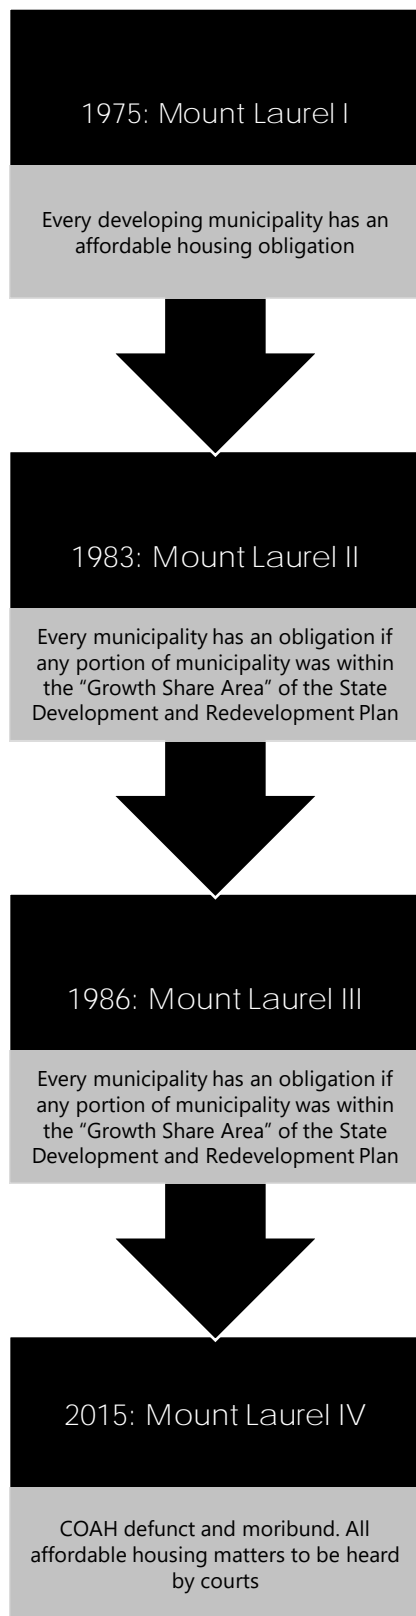 1975: Mount Laurel I
Every developing municipality has an
affordable housing obligation
1983: Mount Laurel II
Every municipality has an obligation if
any portion of municipality was within
the “Growth Share Area” of the State
Development and Redevelopment Plan
1986: Mount Laurel III
Every municipality has an obligation if
any portion of municipality was within
the “Growth Share Area” of the State
Development and Redevelopment Plan
2015: Mount Laurel IV
COAH defunct and moribund. All
affordable housing matters to be heard
by courts